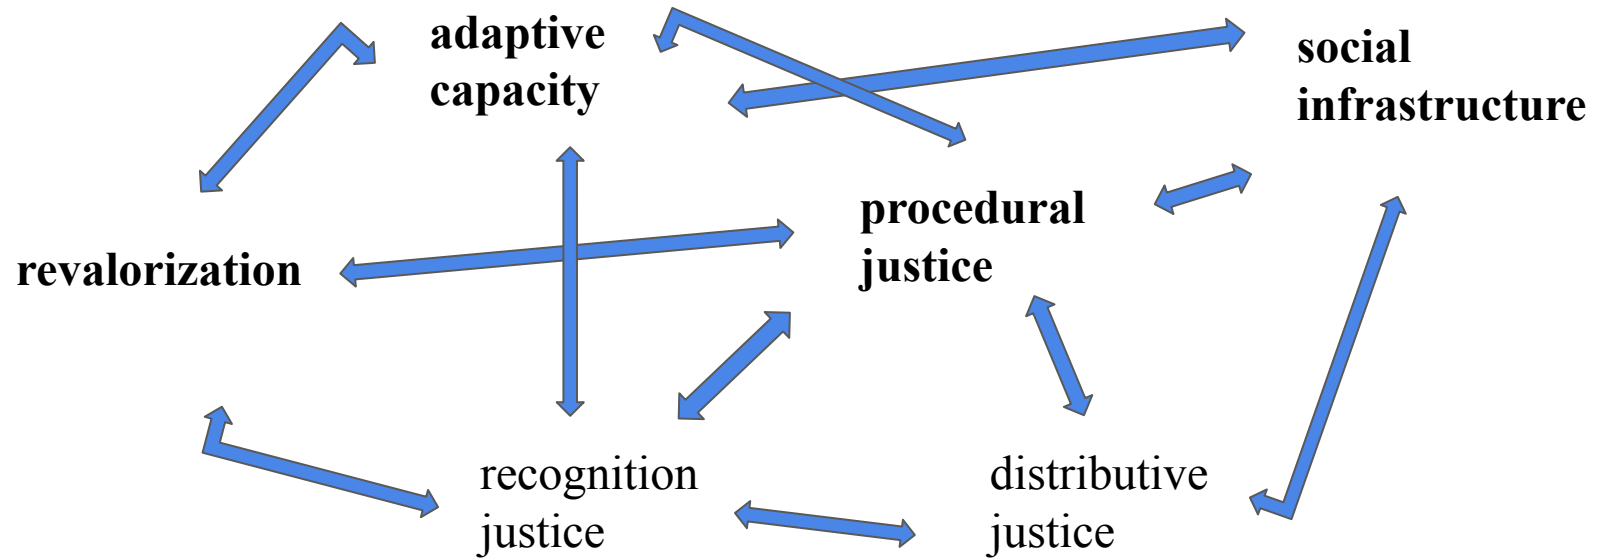 adaptive
capacity
social
infrastructure
procedural
justice
revalorization
recognition
justice
distributive
justice